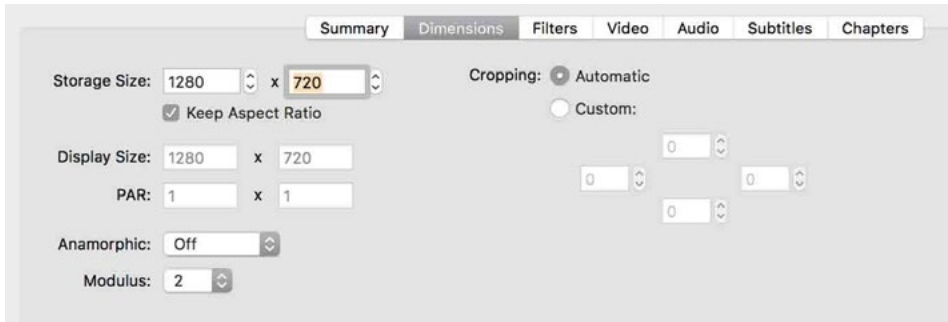 Summary Dimensions Filters Video Audio Subtitles Chapters
Storage Size: 1280 x 720
Keep Aspect Ratio
Display Size: 1280 x 720
PAR: 1 x 1
Anamorphic: Off
Modulus: 2
Cropping: Automatic
Custom:
0
0 0
0